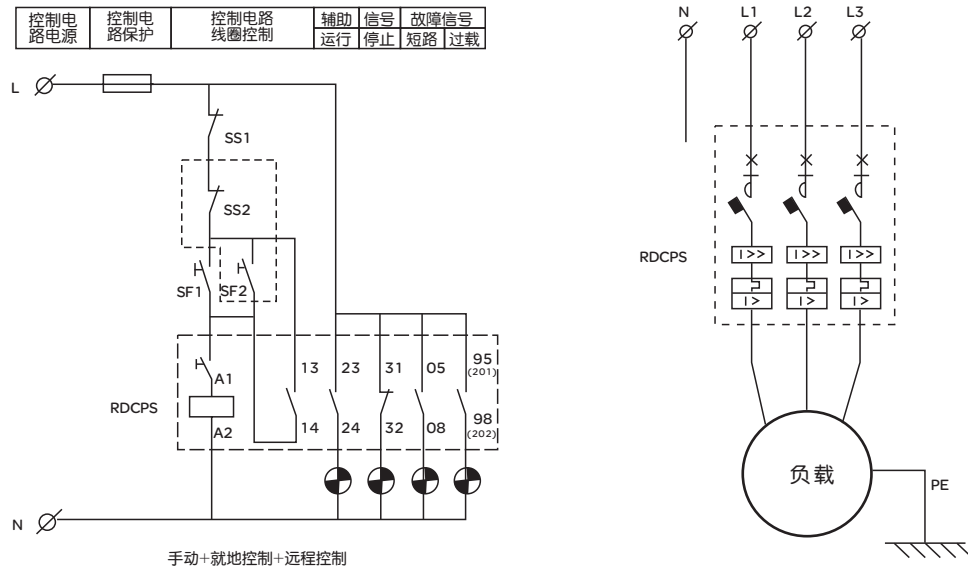 控制电
路电源
控制电
路保护
控制电路
线圈控制
辅助
运行
信号
停止
故障信号
短路
过载
L
SS1
SS2
SF1
SF2
RDCPS
A1
A2
13
14
23
24
31
32
05
08
95
(201)
98
(202)
N
手动+就地控制+远程控制
N
L1
L2
L3
RDCPS
I>>
I>>
I>>
I>
I>
I>
负载
PE